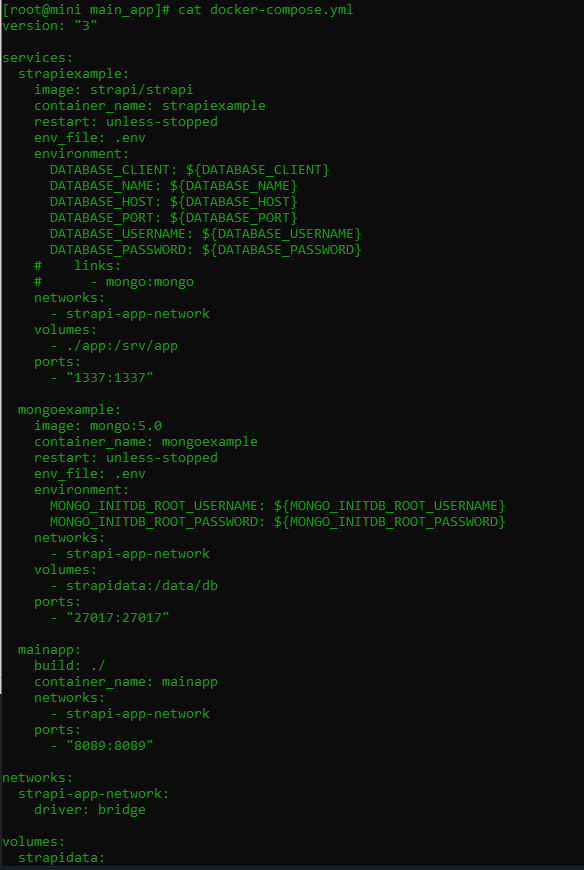 [root@mini main_app]# cat docker-compose.yml
version: "3"

services:
  strapiexample:
    image: strapi/strapi
    container_name: strapiexample
    restart: unless-stopped
    env_file: .env
    environment:
      DATABASE_CLIENT: ${DATABASE_CLIENT}
      DATABASE_NAME: ${DATABASE_NAME}
      DATABASE_HOST: ${DATABASE_HOST}
      DATABASE_PORT: ${DATABASE_PORT}
      DATABASE_USERNAME: ${DATABASE_USERNAME}
      DATABASE_PASSWORD: ${DATABASE_PASSWORD}
    #    links:
    #      - mongo:mongo
    networks:
      - strapi-app-network
    volumes:
      - ./app:/srv/app
    ports:
      - "1337:1337"

  mongoexample:
    image: mongo:5.0
    container_name: mongoexample
    restart: unless-stopped
    env_file: .env
    environment:
      MONGO_INITDB_ROOT_USERNAME: ${MONGO_INITDB_ROOT_USERNAME}
      MONGO_INITDB_ROOT_PASSWORD: ${MONGO_INITDB_ROOT_PASSWORD}
    networks:
      - strapi-app-network
    volumes:
      - strapidata:/data/db
    ports:
      - "27017:27017"

  mainapp:
    build: ./
    container_name: mainapp
    networks:
      - strapi-app-network
    ports:
      - "8089:8089"

networks:
  strapi-app-network:
    driver: bridge

volumes:
  strapidata: